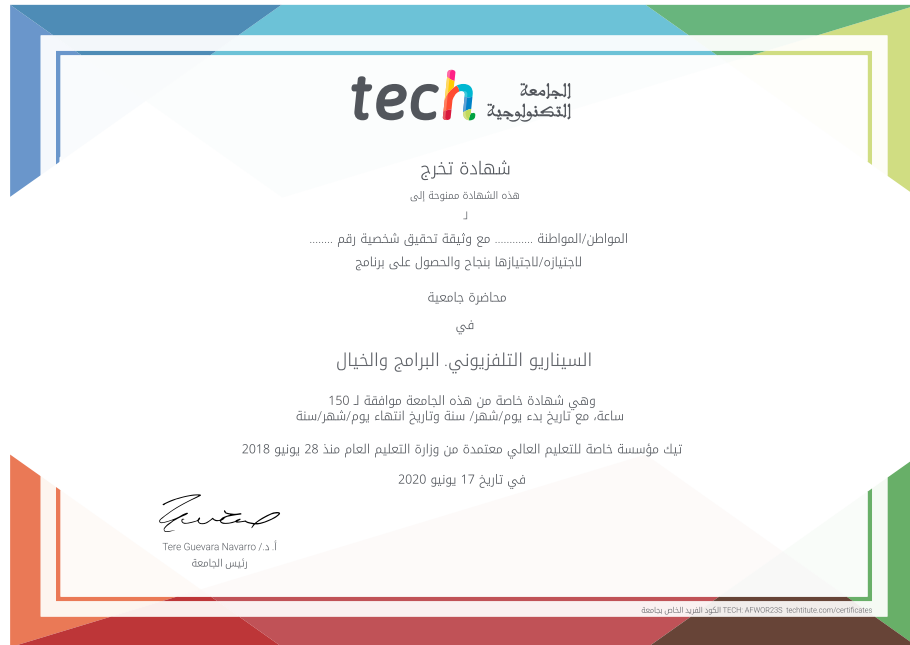 tech الجامعة
التكنولوجية
شهادة تخرج
هذه الشهادة ممنوحة إلى
لـ
المواطن/المواطنة ............. مع وثيقة تحقيق شخصية رقم ........
لاجتيازه/لاجتيازها بنجاح والحصول على برنامج
محاضرة جامعية
في
السيناريو التلفزيوني. البرامج والخيال
وهي شهادة خاصة من هذه الجامعة موافقة لـ 150
ساعة، مع تاريخ بدء يوم/شهر/ سنة وتاريخ انتهاء يوم/شهر/سنة
تيك مؤسسة خاصة للتعليم العالي معتمدة من وزارة التعليم العام منذ 28 يونيو 2018
في تاريخ 17 يونيو 2020
أ. د./ Tere Guevara Navarro
رئيس الجامعة
الكود الفريد الخاص بجامعة TECH: AFWOR23S techtitute.com/certificates